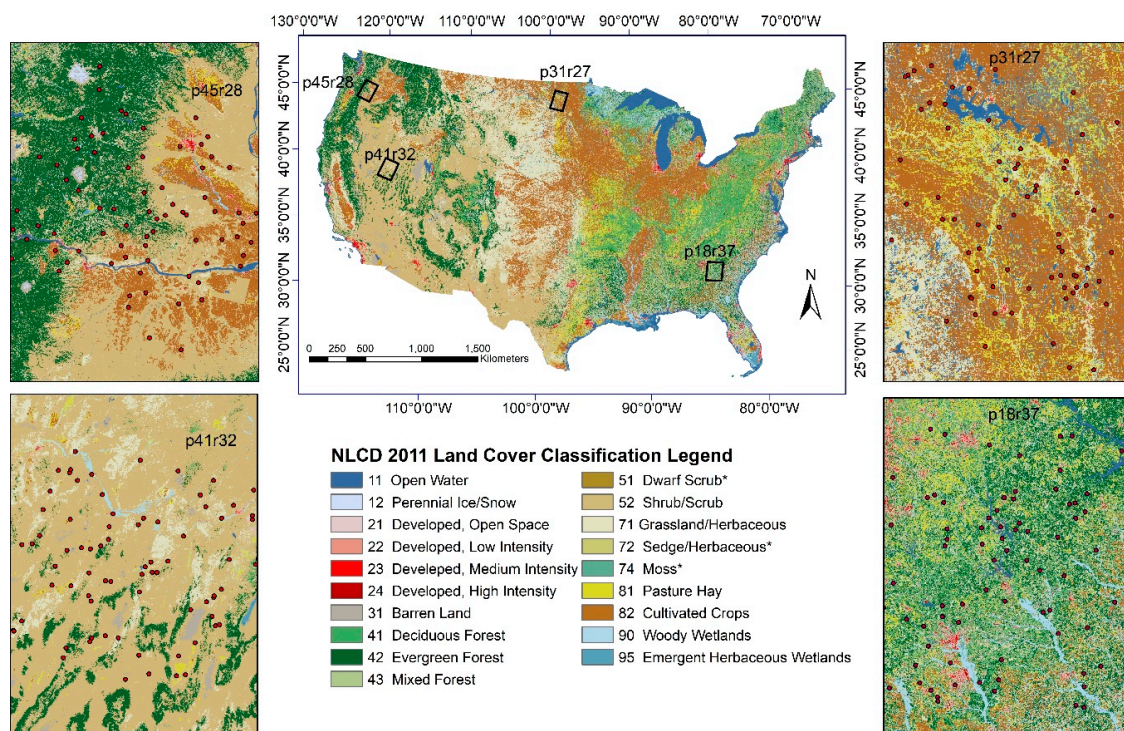 130°0'0"W
120°0'0"W
110°0'0"W
100°0'0"W
90°0'0"W
80°0'0"W
70°0'0"W
p45r28
p45r28
p31r27
p31r27
45°0'0"N
40°0'0"N
35°0'0"N
30°0'0"N
25°0'0"N
p41r32
p18r37
N
45°0'0"N
40°0'0"N
35°0'0"N
30°0'0"N
25°0'0"N
0 250 500 1,000 1,500
Kilometers
110°0'0"W
100°0'0"W
90°0'0"W
80°0'0"W
p41r32
p18r37
NLCD 2011 Land Cover Classification Legend
11 Open Water
12 Perennial Ice/Snow
21 Developed, Open Space
22 Developed, Low Intensity
23 Developed, Medium Intensity
24 Developed, High Intensity
31 Barren Land
41 Deciduous Forest
42 Evergreen Forest
43 Mixed Forest
51 Dwarf Scrub*
52 Shrub/Scrub
71 Grassland/Herbaceous
72 Sedge/Herbaceous*
74 Moss*
81 Pasture Hay
82 Cultivated Crops
90 Woody Wetlands
95 Emergent Herbaceous Wetlands